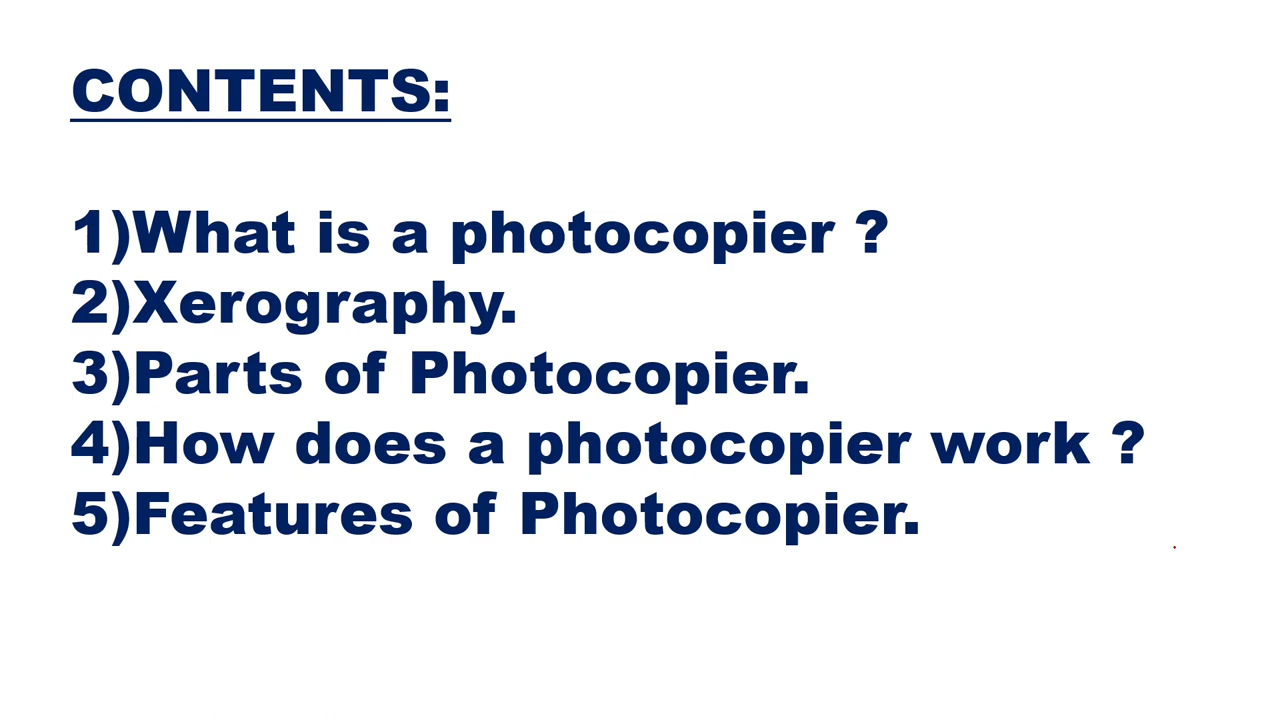 CONTENTS:
1)What is a photocopier ?
2)Xerography.
3)Parts of Photocopier.
4)How does a photocopier work ?
5)Features of Photocopier.